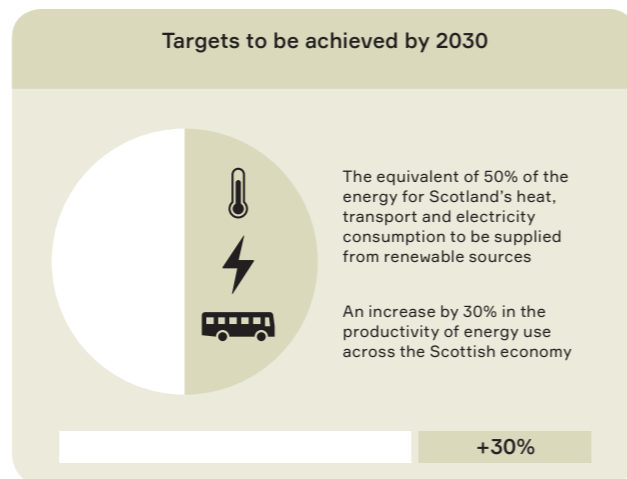 Targets to be achieved by 2030
The equivalent of 50% of the
energy for Scotland's heat,
transport and electricity
consumption to be supplied
from renewable sources
An increase by 30% in the
productivity of energy use
across the Scottish economy
+30%